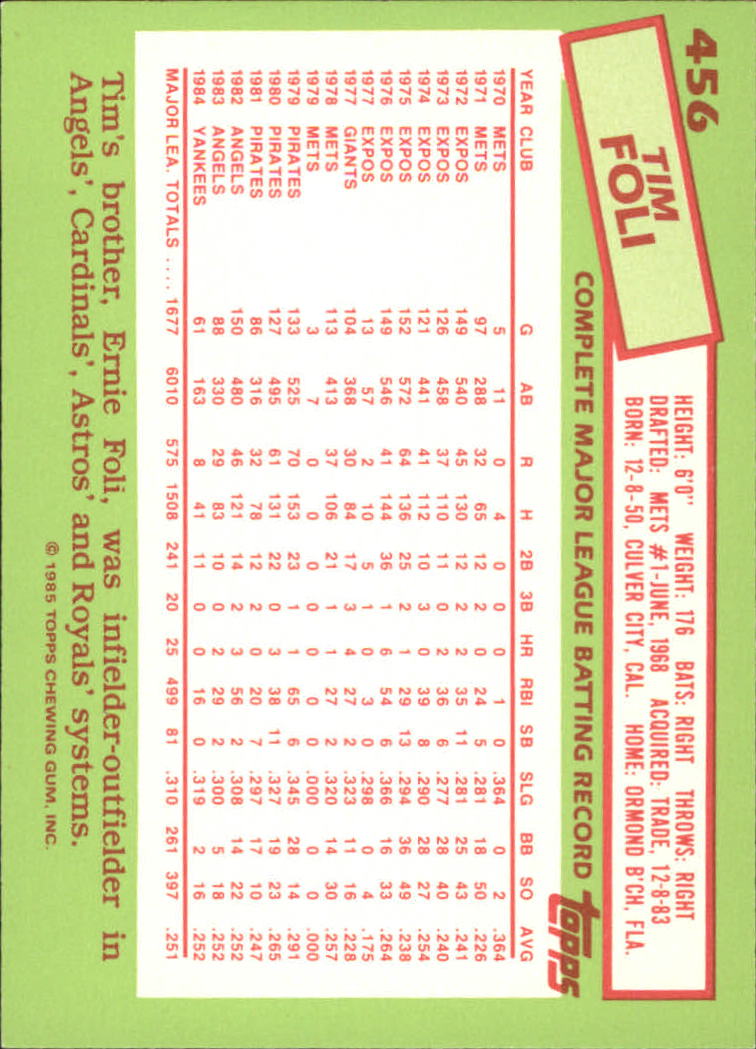 456
TIM
FOLI
HEIGHT: 6'0" WEIGHT: 176 BATS: RIGHT THROWS: RIGHT
DRAFTED: METS #1-JUNE, 1968 ACQUIRED: TRADE, 12-8-83
BORN: 12-8-50, CULVER CITY, CAL. HOME: ORMOND B'CH, FLA.
COMPLETE MAJOR LEAGUE BATTING RECORD topps
YEAR CLUB G AB R H 2B 3B HR RBI SB SLG BB SO AVG
1970 METS 5 11 0 4 0 0 0 1 0 .364 0 2 .364
1971 METS 97 288 32 65 12 2 0 24 5 .281 18 50 .226
1972 EXPOS 149 540 45 130 12 2 2 35 11 .281 25 43 .241
1973 EXPOS 126 458 37 110 11 0 2 36 6 .277 28 40 .240
1974 EXPOS 121 441 41 112 10 3 0 39 8 .290 28 27 .254
1975 EXPOS 152 572 64 136 25 2 1 29 13 .294 36 49 .238
1976 EXPOS 149 546 41 144 36 1 6 54 6 .366 16 33 .264
1977 EXPOS 13 57 2 10 5 1 0 3 0 .298 0 4 .175
1977 GIANTS 104 368 30 84 17 3 4 27 2 .323 11 16 .228
1978 METS 113 413 37 106 21 1 1 27 2 .320 14 30 .257
1979 METS 3 7 0 0 0 0 0 0 0 .000 0 0 .000
1979 PIRATES 133 525 70 153 23 1 1 65 6 .345 28 14 .291
1980 PIRATES 127 495 61 131 22 0 3 38 11 .327 19 23 .265
1981 PIRATES 86 316 32 78 12 2 0 20 7 .297 17 10 .247
1982 ANGELS 150 480 46 121 14 2 3 56 2 .308 14 22 .252
1983 ANGELS 88 330 29 83 10 0 2 29 2 .300 5 18 .252
1984 YANKEES 61 163 8 41 11 0 0 16 0 .319 2 16 .252
MAJOR LEA. TOTALS .... 1677 6010 575 1508 241 20 25 499 81 .310 261 397 .251
Tim's brother, Ernie Foli, was infielder-outfielder in
Angels', Cardinals', Astros' and Royals' systems.
© 1985 TOPPS CHEWING GUM, INC.